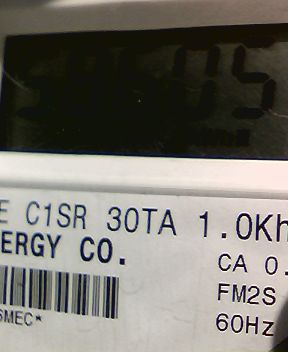 E C1SR 30TA 1.0Kh
ERGY CO.
CA 0.
FM2S
SMEC*
60Hz